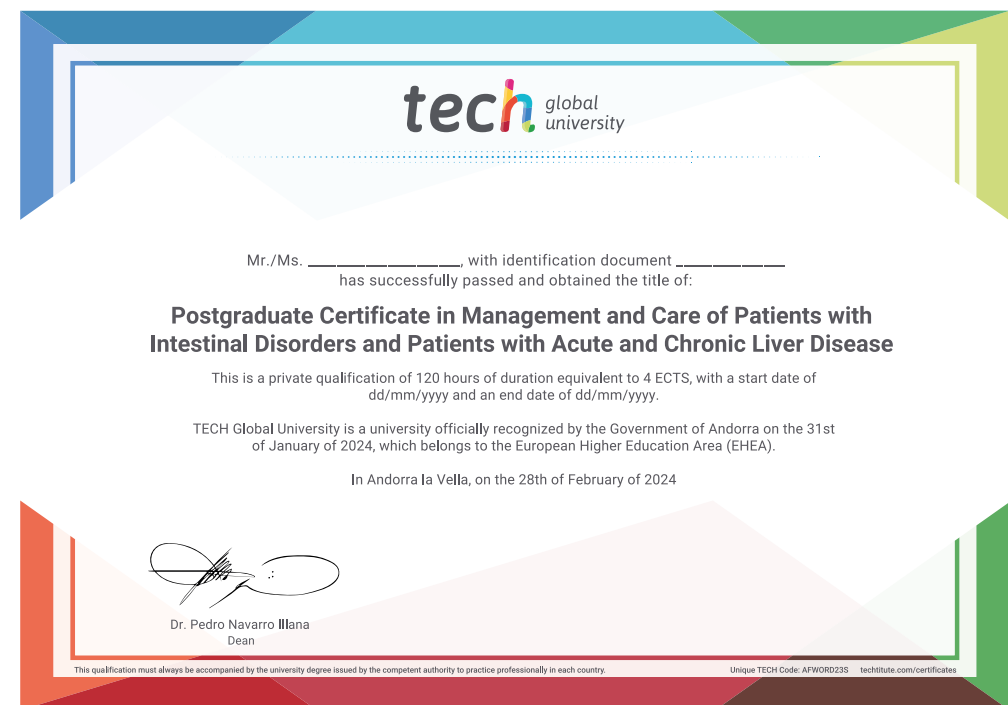 tech global university
Mr./Ms. ________________, with identification document ____________
has successfully passed and obtained the title of:
Postgraduate Certificate in Management and Care of Patients with
Intestinal Disorders and Patients with Acute and Chronic Liver Disease
This is a private qualification of 120 hours of duration equivalent to 4 ECTS, with a start date of
dd/mm/yyyy and an end date of dd/mm/yyyy.
TECH Global University is a university officially recognized by the Government of Andorra on the 31st
of January of 2024, which belongs to the European Higher Education Area (EHEA).
In Andorra la Vella, on the 28th of February of 2024
Dr. Pedro Navarro Illana
Dean
This qualification must always be accompanied by the university degree issued by the competent authority to practice professionally in each country.
Unique TECH Code: AFWORD23S techtitute.com/certificates